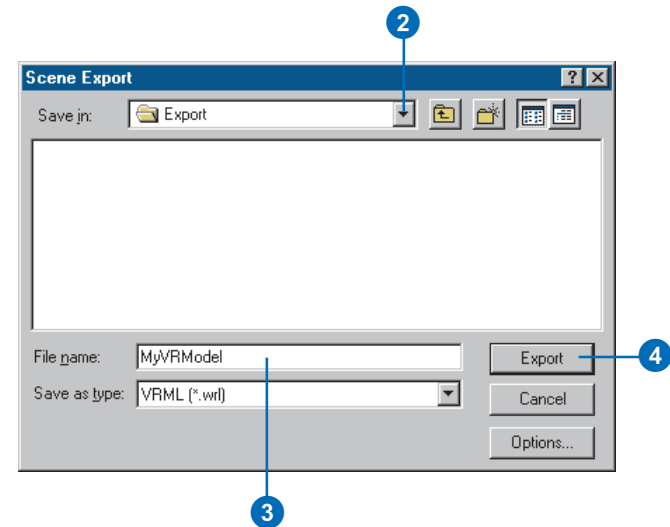 2
Scene Export
Save in: Export
File name: MyVRModel Export
4
Save as type: VRML (*.wrl) Cancel
Options...
3